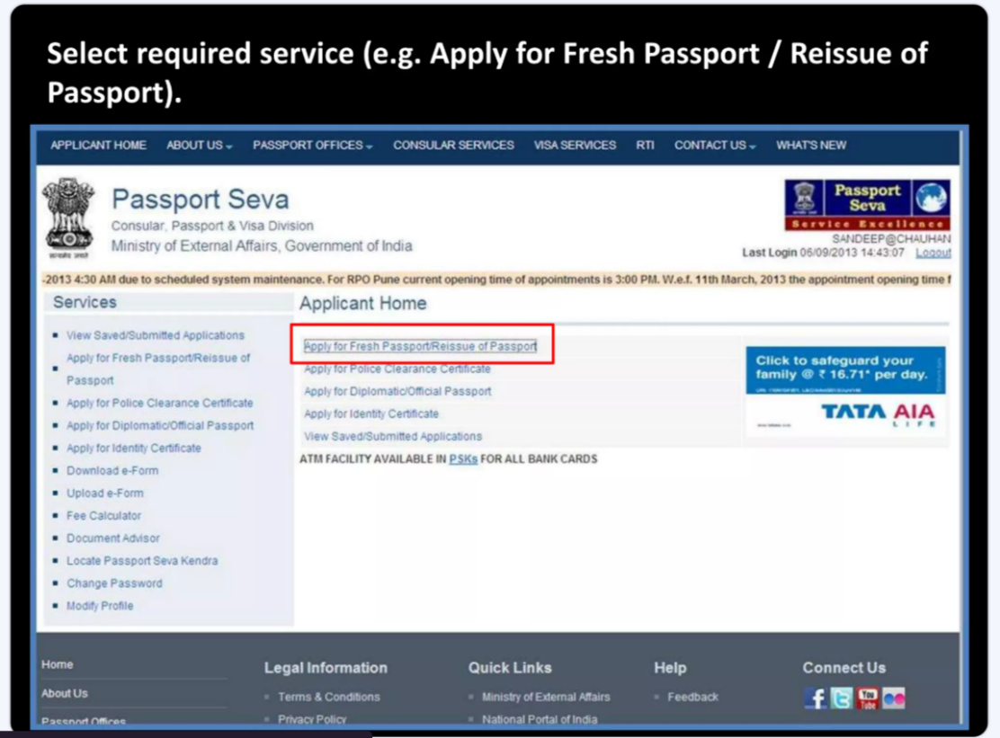 Select required service (e.g. Apply for Fresh Passport / Reissue of
Passport).
APPLICANT HOME ABOUT US PASSPORT OFFICES CONSULAR SERVICES VISA SERVICES RTI CONTACT US WHAT'S NEW
Passport Seva
Consular, Passport & Visa Division
Ministry of External Affairs, Government of India
सत्यमेव जयते
Passport
Seva
Service Excellence
SANDEEP@CHAUHAN
Last Login 06/09/2013 14:43:07 Logout
-2013 4:30 AM due to scheduled system maintenance. For RPO Pune current opening time of appointments is 3:00 PM. W.e.f. 11th March, 2013 the appointment opening time f
Services
View Saved/Submitted Applications
Apply for Fresh Passport/Reissue of
Passport
Apply for Police Clearance Certificate
Apply for Diplomatic/Official Passport
Apply for Identity Certificate
Download e-Form
Upload e-Form
Fee Calculator
Document Advisor
Locate Passport Seva Kendra
Change Password
Modify Profile
Applicant Home
Apply for Fresh Passport/Reissue of Passport
Apply for Police Clearance Certificate
Apply for Diplomatic/Official Passport
Apply for Identity Certificate
View Saved/Submitted Applications
ATM FACILITY AVAILABLE IN PSKs FOR ALL BANK CARDS
Click to safeguard your
family @ ₹ 16.71* per day.
TATA AIA
LIFE
Home
About Us
Passport Offices
Legal Information
Terms & Conditions
Privacy Policy
Quick Links
Ministry of External Affairs
National Portal of India
Help
Feedback
Connect Us
You
Tube